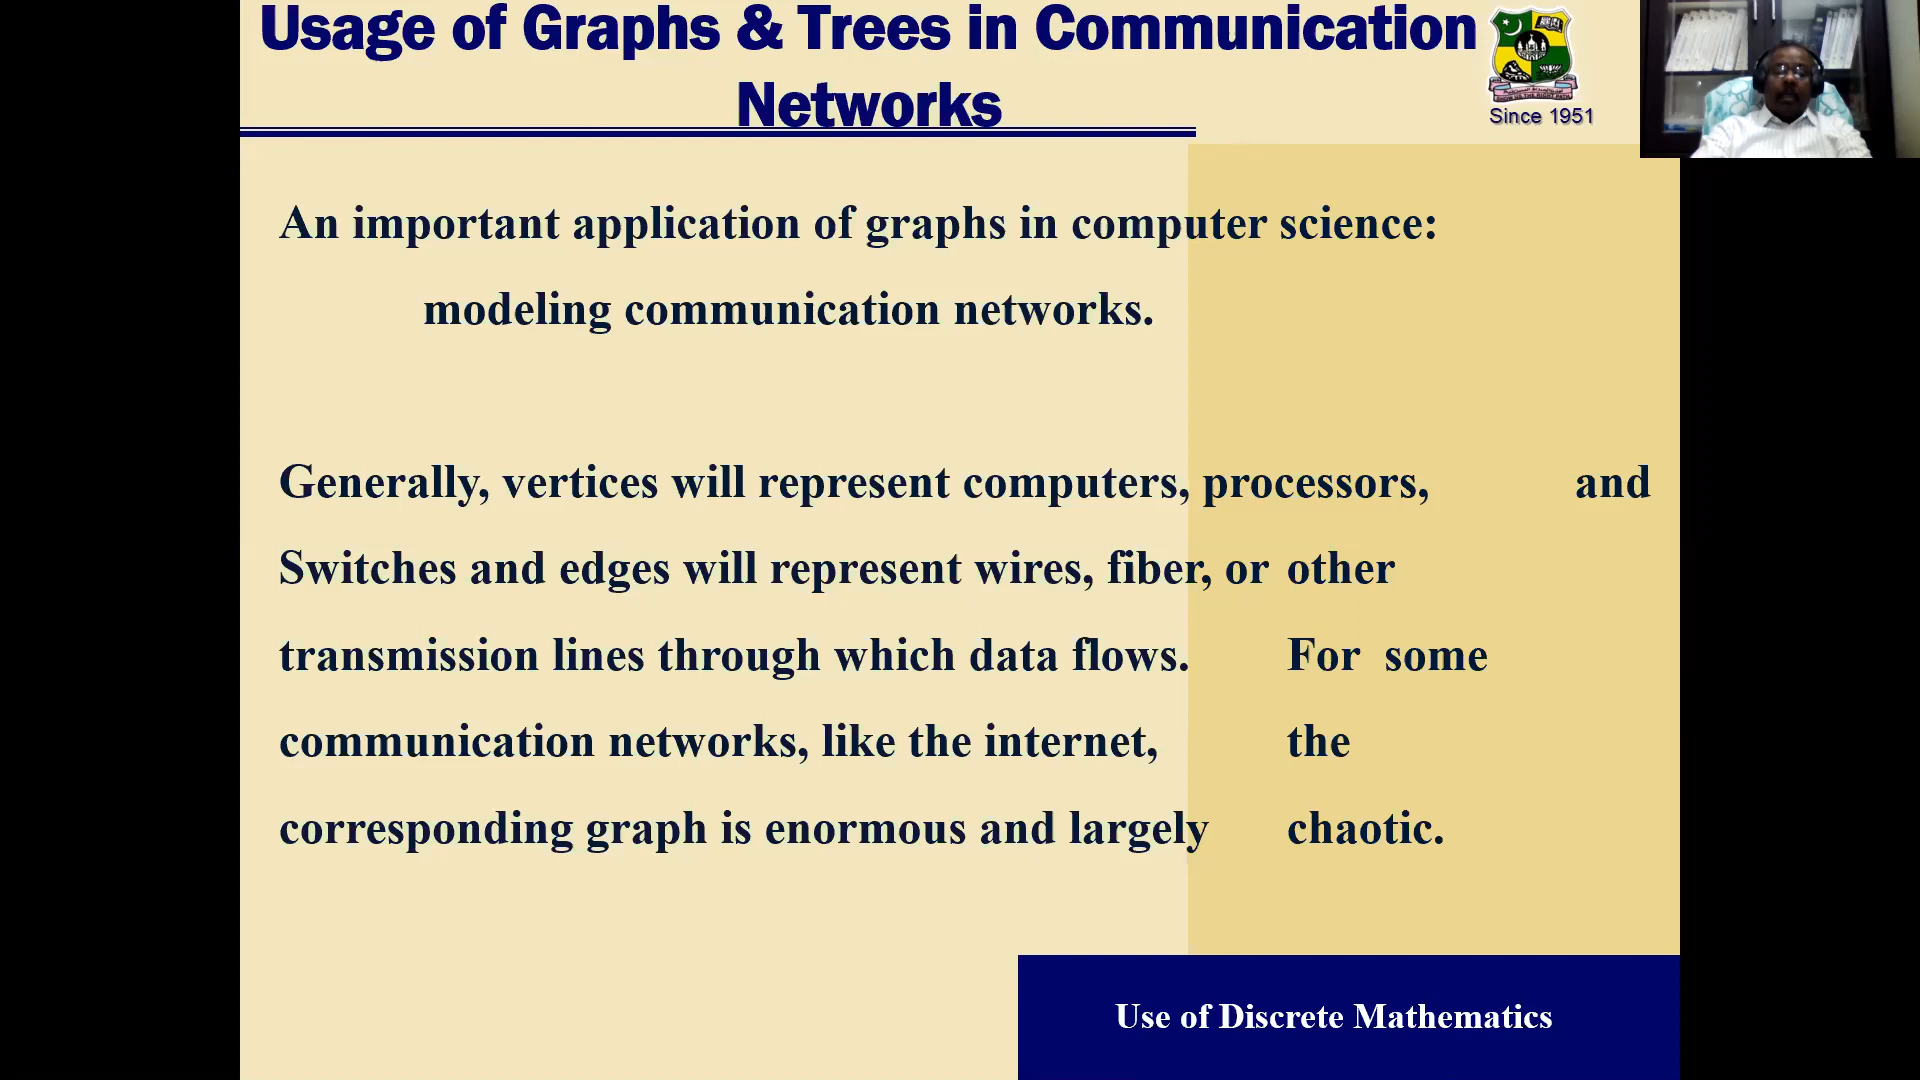 Usage of Graphs & Trees in Communication
Networks
Since 1951
An important application of graphs in computer science:
modeling communication networks.
Generally, vertices will represent computers, processors, and
Switches and edges will represent wires, fiber, or other
transmission lines through which data flows. For some
communication networks, like the internet, the
corresponding graph is enormous and largely chaotic.
Use of Discrete Mathematics